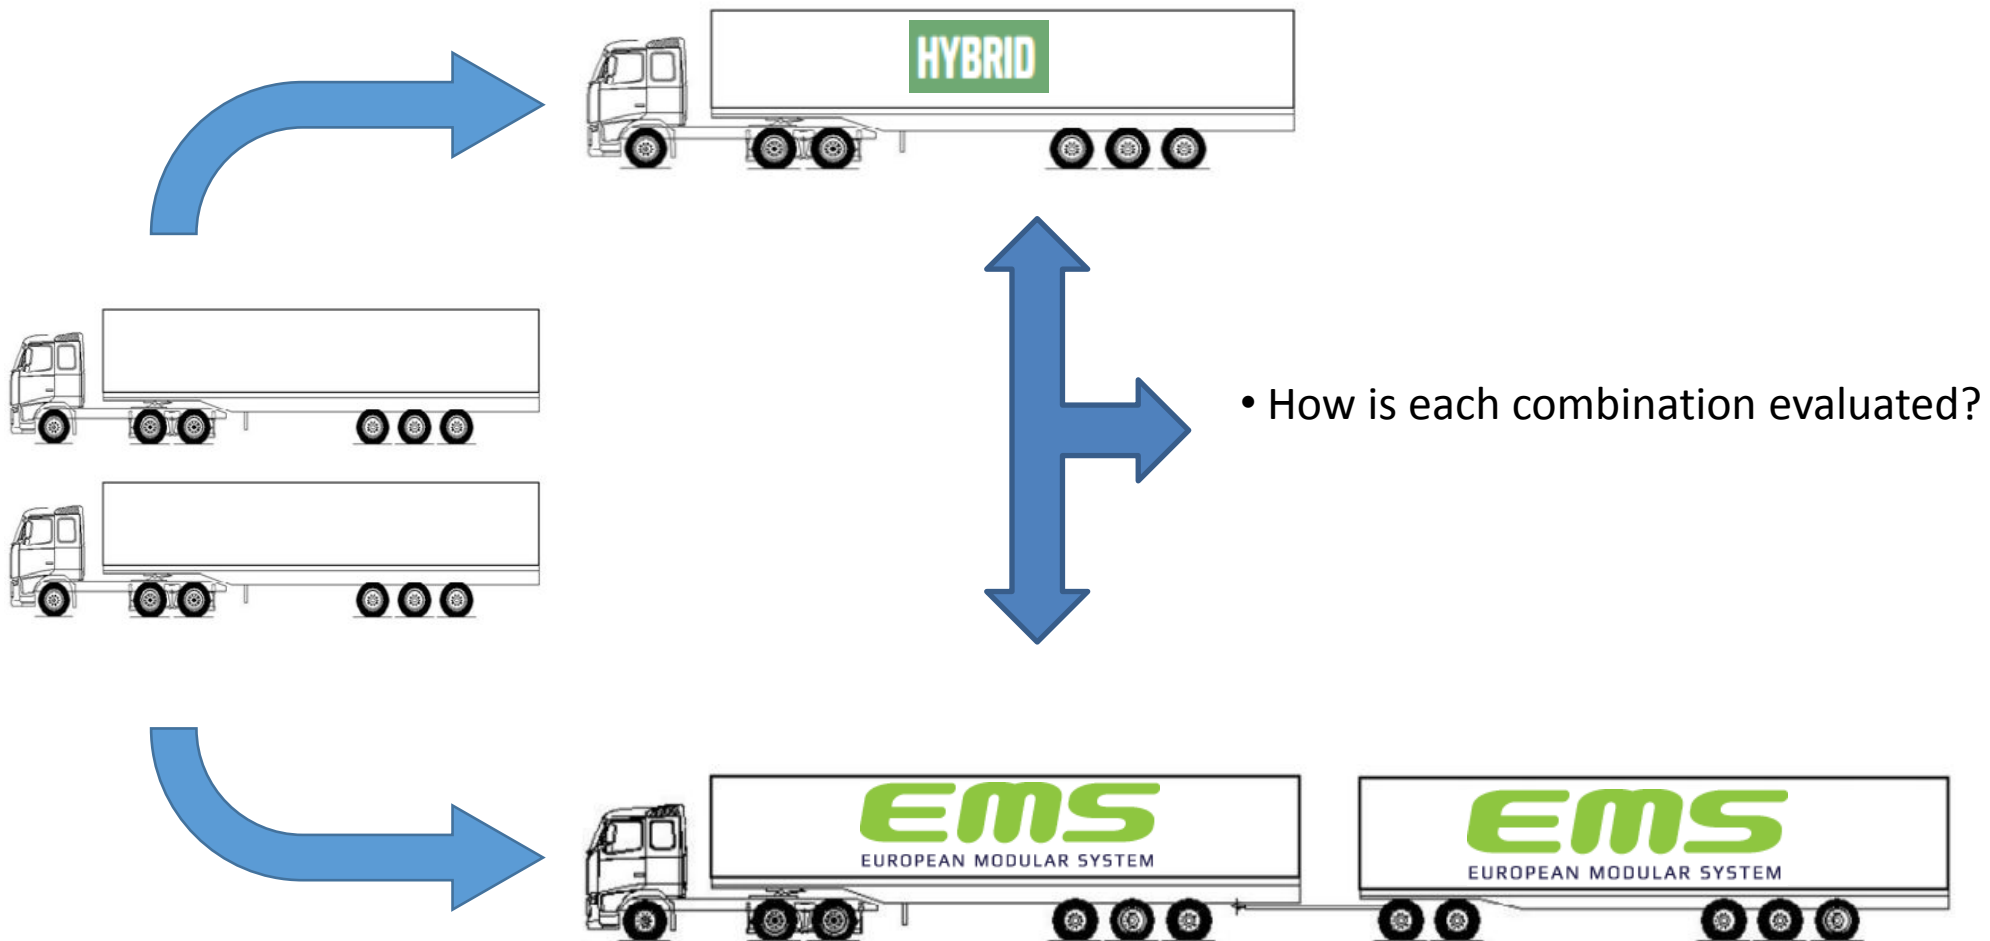 HYBRID
• How is each combination evaluated?
EMS
EUROPEAN MODULAR SYSTEM
EMS
EUROPEAN MODULAR SYSTEM